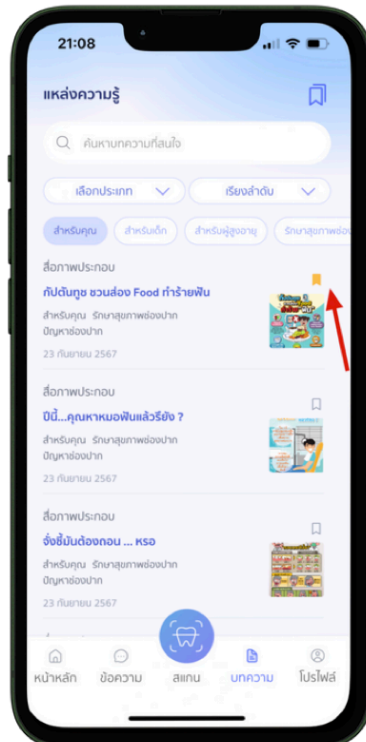 21:08
แหล่งความรู้
ค้นหาบทความที่สนใจ
เลือกประเภท
เรียงลำดับ
สำหรับคุณ
สำหรับเด็ก
สำหรับผู้สูงอายุ
รักษาสุขภาพช่อง
สื่อภาพประกอบ
กัปตันทูช ชวนส่อง Food ทำร้ายฟัน
สำหรับคุณ รักษาสุขภาพช่องปาก
ปัญหาช่องปาก
23 กันยายน 2567
สื่อภาพประกอบ
ปีนี้...คุณหาหมอฟันแล้วรึยัง ?
สำหรับคุณ รักษาสุขภาพช่องปาก
ปัญหาช่องปาก
23 กันยายน 2567
สื่อภาพประกอบ
จิ๊งชี้มันต้องถอน ... หรอ
สำหรับคุณ รักษาสุขภาพช่องปาก
ปัญหาช่องปาก
23 กันยายน 2567
หน้าหลัก
ข้อความ
สแกน
บทความ
โปรไฟล์